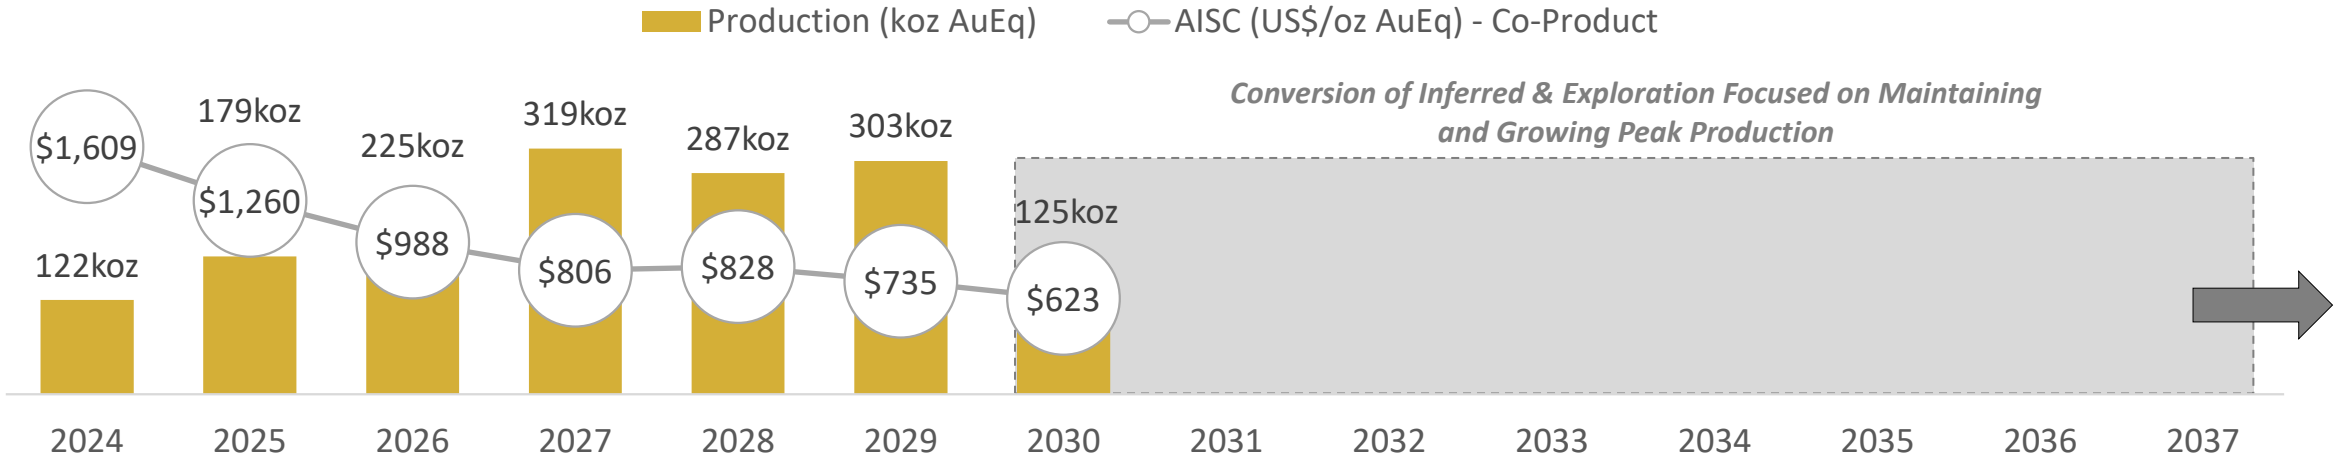 Production (koz AuEq)
AISC (US$/oz AuEq) - Co-Product
Conversion of Inferred & Exploration Focused on Maintaining
and Growing Peak Production
122koz
179koz
225koz
319koz
287koz
303koz
125koz
$1,609
$1,260
$988
$806
$828
$735
$623
2024
2025
2026
2027
2028
2029
2030
2031
2032
2033
2034
2035
2036
2037